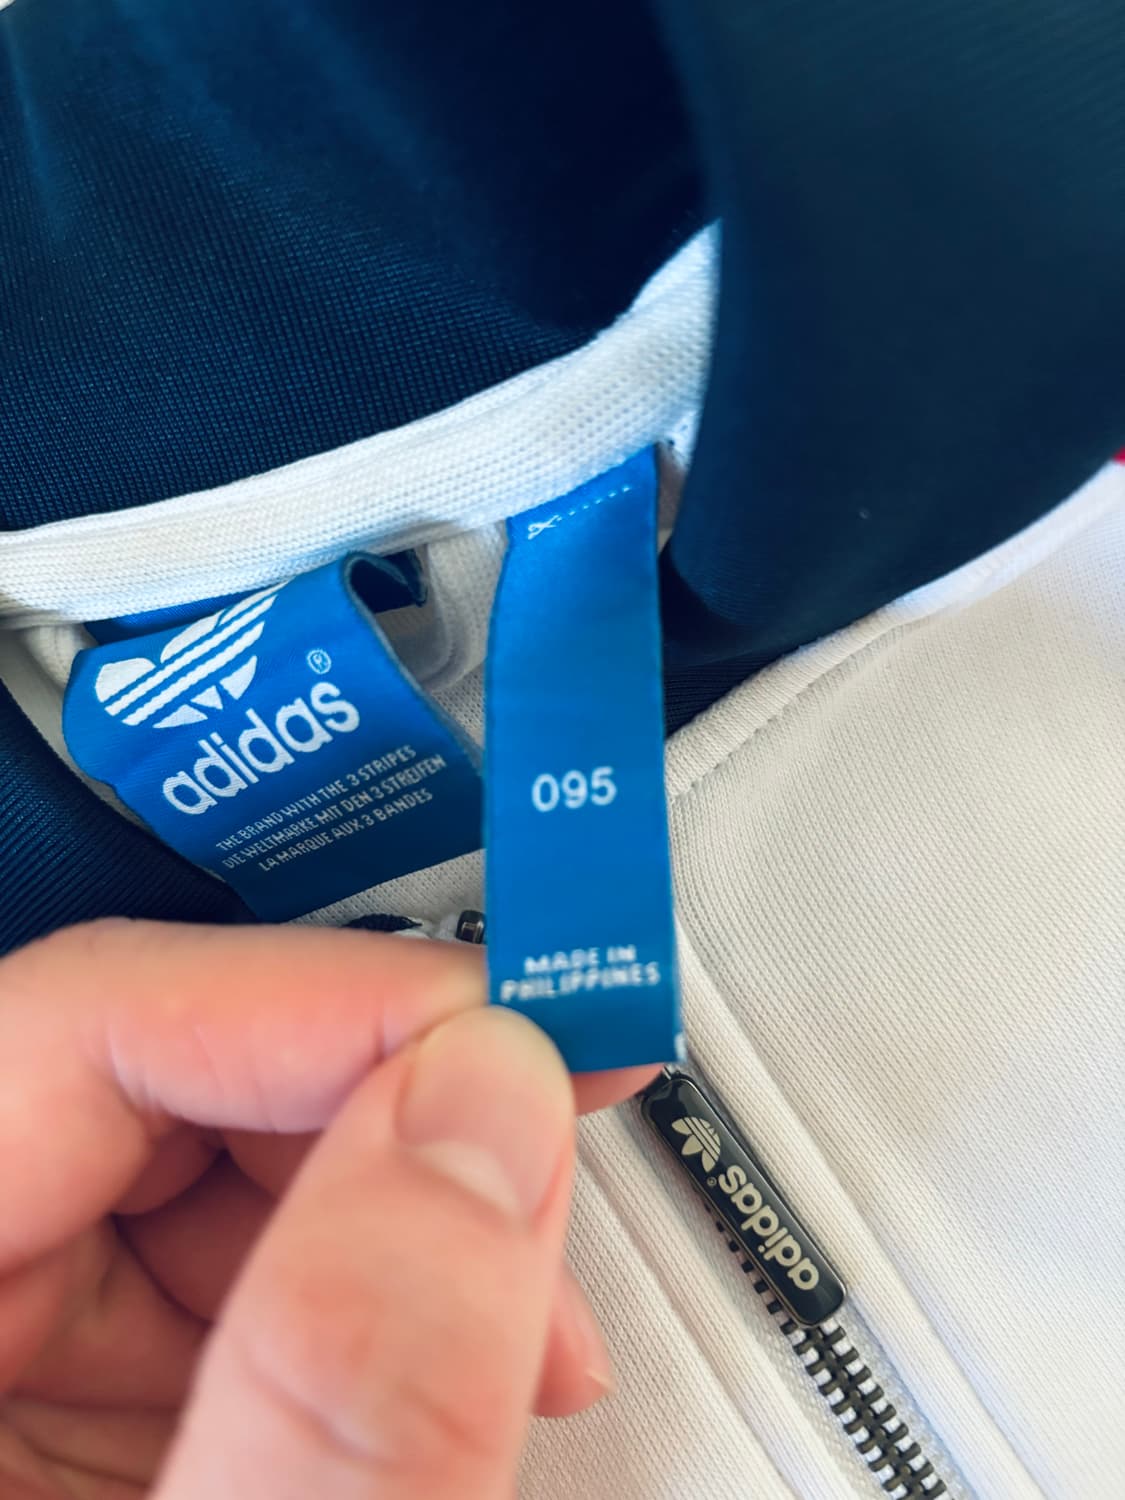 adidas®
THE BRAND WITH THE 3 STRIPES
DIE WELTMARKE MIT DEN 3 STREIFEN
LA MARQUE AUX 3 BANDES
095
MADE IN
PHILIPPINES
adidas®